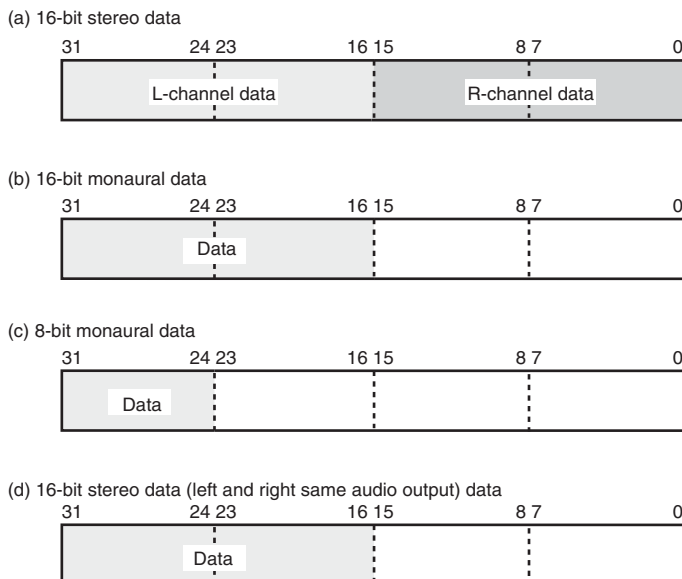 (a) 16-bit stereo data
31 24 23 16 15 8 7 0
L-channel data R-channel data
(b) 16-bit monaural data
31 24 23 16 15 8 7 0
Data
(c) 8-bit monaural data
31 24 23 16 15 8 7 0
Data
(d) 16-bit stereo data (left and right same audio output) data
31 24 23 16 15 8 7 0
Data